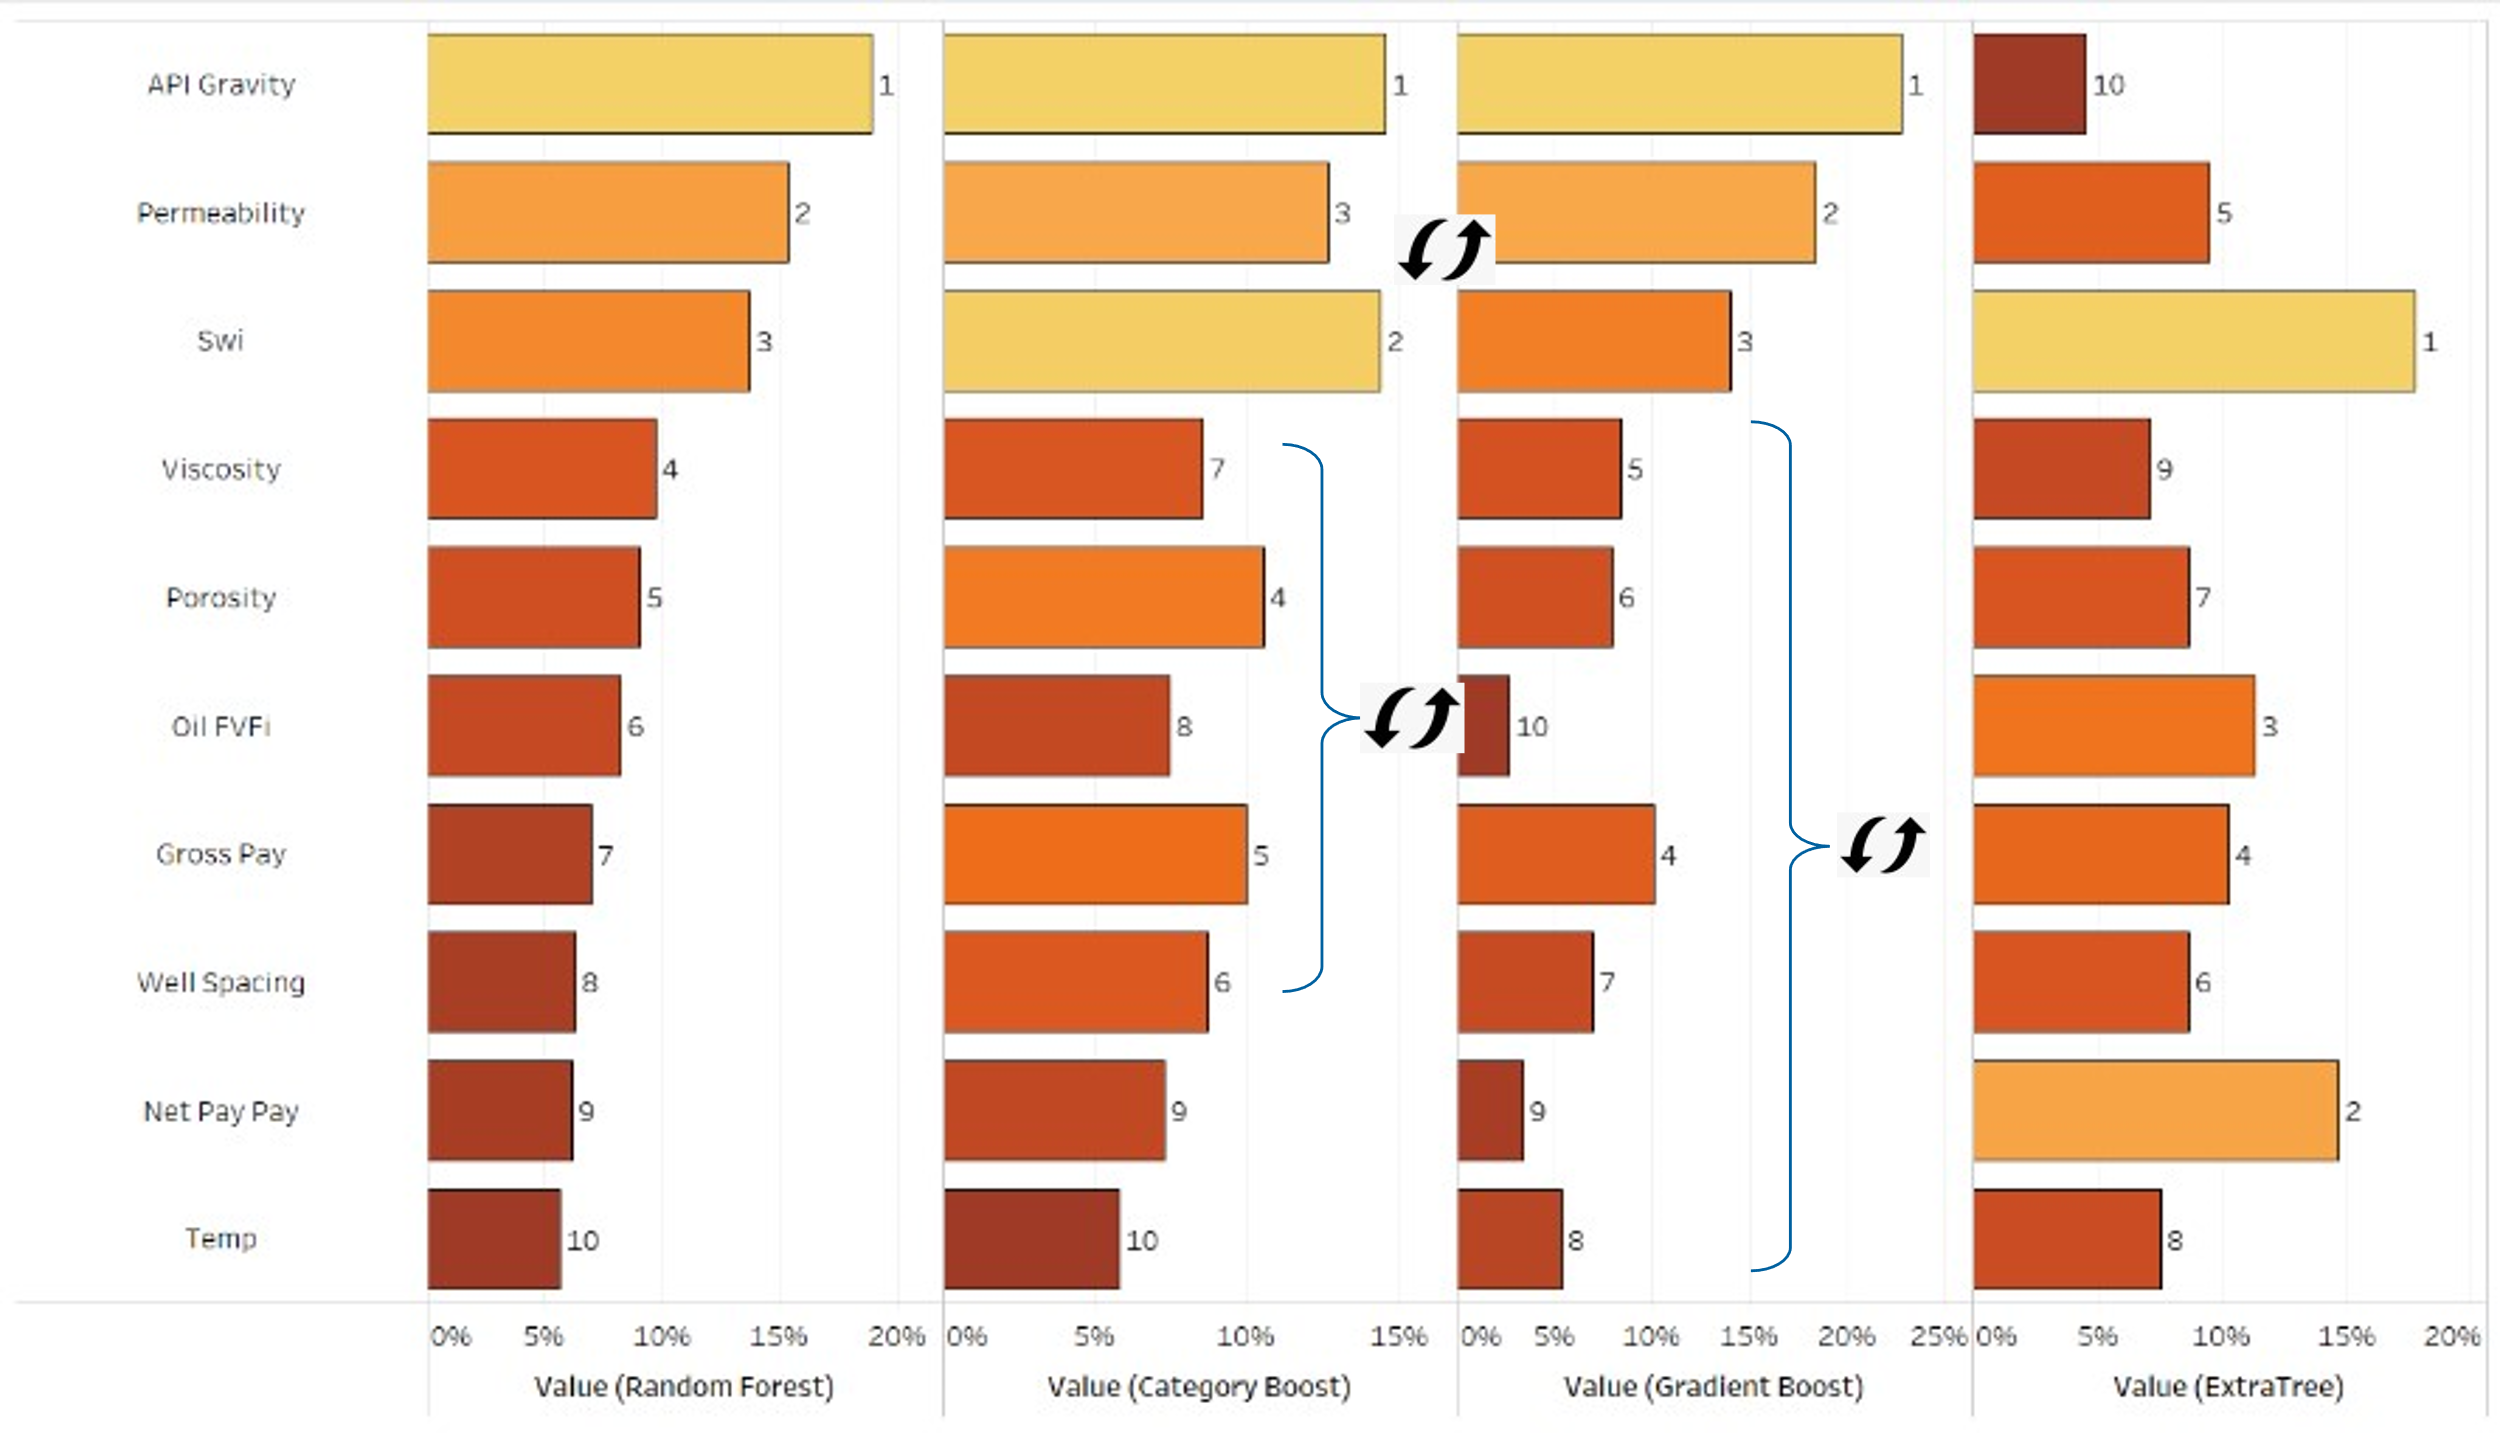 API Gravity 1 1 1 10
Permeability 2 3 2 5
Swi 3 2 3 1
Viscosity 4 7 5 9
Porosity 5 4 6 7
Oil FVFi 6 8 10 3
Gross Pay 7 5 4 4
Well Spacing 8 6 7 6
Net Pay Pay 9 9 9 2
Temp 10 10 8 8
0% 5% 10% 15% 20% 0% 5% 10% 15% 0% 5% 10% 15% 20% 25% 0% 5% 10% 15% 20%
Value (Random Forest) Value (Category Boost) Value (Gradient Boost) Value (ExtraTree)